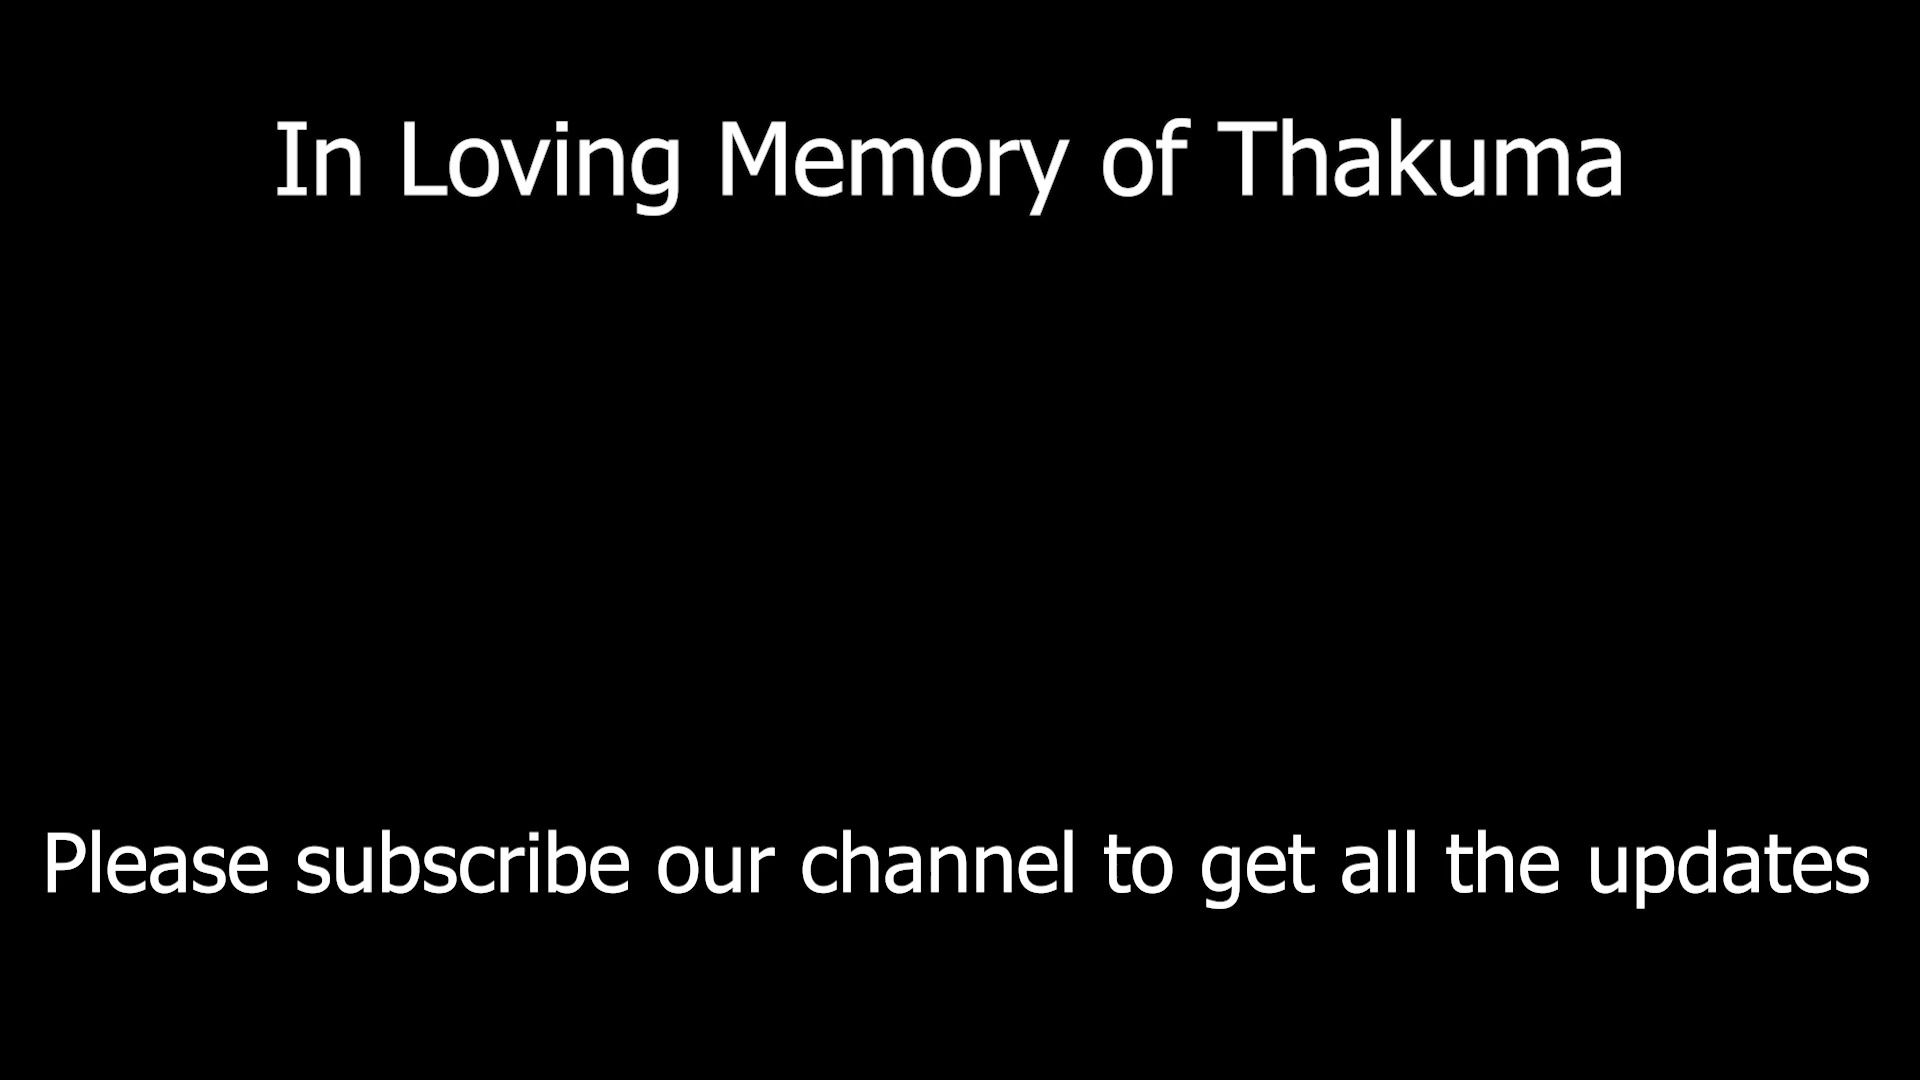 In Loving Memory of Thakuma
Please subscribe our channel to get all the updates